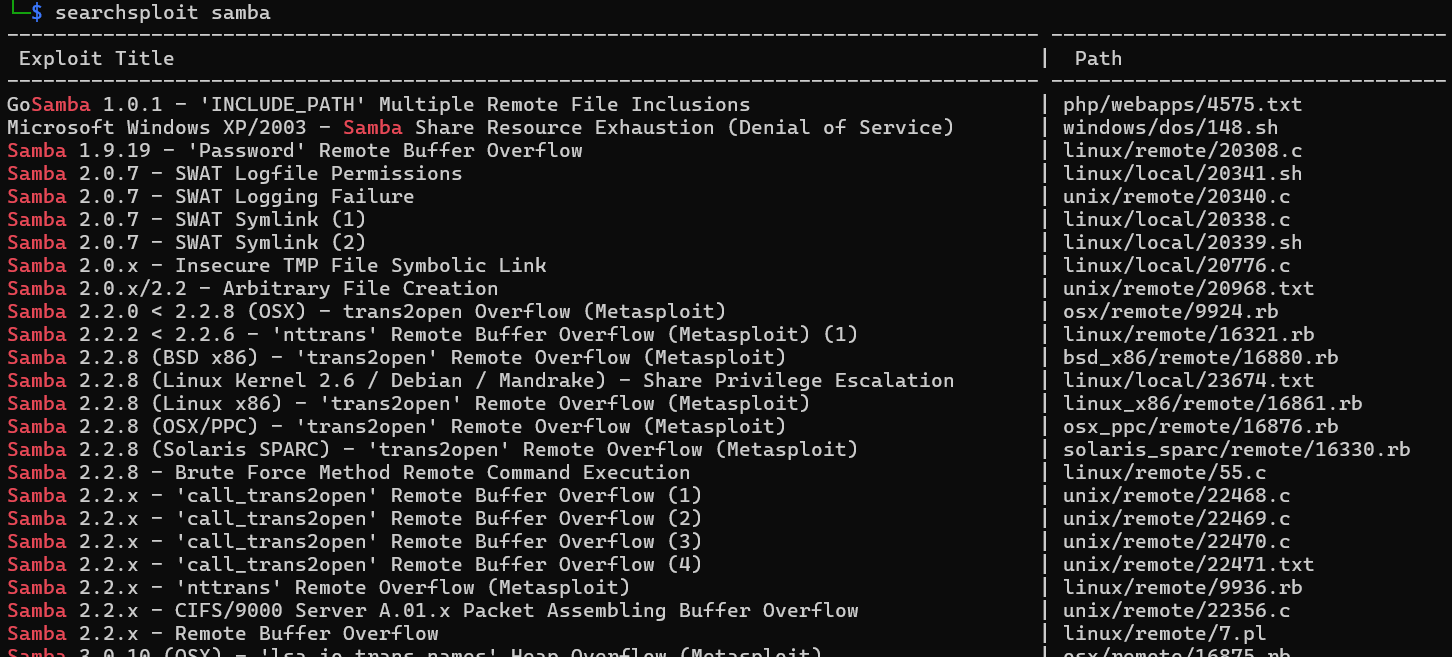 └─$ searchsploit samba
---------------------------------------------------------------------------------------- ---------------------------------
Exploit Title | Path
---------------------------------------------------------------------------------------- ---------------------------------
GoSamba 1.0.1 - 'INCLUDE_PATH' Multiple Remote File Inclusions | php/webapps/4575.txt
Microsoft Windows XP/2003 - Samba Share Resource Exhaustion (Denial of Service) | windows/dos/148.sh
Samba 1.9.19 - 'Password' Remote Buffer Overflow | linux/remote/20308.c
Samba 2.0.7 - SWAT Logfile Permissions | linux/local/20341.sh
Samba 2.0.7 - SWAT Logging Failure | unix/remote/20340.c
Samba 2.0.7 - SWAT Symlink (1) | linux/local/20338.c
Samba 2.0.7 - SWAT Symlink (2) | linux/local/20339.sh
Samba 2.0.x - Insecure TMP File Symbolic Link | linux/local/20776.c
Samba 2.0.x/2.2 - Arbitrary File Creation | unix/remote/20968.txt
Samba 2.2.0 < 2.2.8 (OSX) - trans2open Overflow (Metasploit) | osx/remote/9924.rb
Samba 2.2.2 < 2.2.6 - 'nttrans' Remote Buffer Overflow (Metasploit) (1) | linux/remote/16321.rb
Samba 2.2.8 (BSD x86) - 'trans2open' Remote Overflow (Metasploit) | bsd_x86/remote/16880.rb
Samba 2.2.8 (Linux Kernel 2.6 / Debian / Mandrake) - Share Privilege Escalation | linux/local/23674.txt
Samba 2.2.8 (Linux x86) - 'trans2open' Remote Overflow (Metasploit) | linux_x86/remote/16861.rb
Samba 2.2.8 (OSX/PPC) - 'trans2open' Remote Overflow (Metasploit) | osx_ppc/remote/16876.rb
Samba 2.2.8 (Solaris SPARC) - 'trans2open' Remote Overflow (Metasploit) | solaris_sparc/remote/16330.rb
Samba 2.2.8 - Brute Force Method Remote Command Execution | linux/remote/55.c
Samba 2.2.x - 'call_trans2open' Remote Buffer Overflow (1) | unix/remote/22468.c
Samba 2.2.x - 'call_trans2open' Remote Buffer Overflow (2) | unix/remote/22469.c
Samba 2.2.x - 'call_trans2open' Remote Buffer Overflow (3) | unix/remote/22470.c
Samba 2.2.x - 'call_trans2open' Remote Buffer Overflow (4) | unix/remote/22471.txt
Samba 2.2.x - 'nttrans' Remote Overflow (Metasploit) | linux/remote/9936.rb
Samba 2.2.x - CIFS/9000 Server A.01.x Packet Assembling Buffer Overflow | unix/remote/22356.c
Samba 2.2.x - Remote Buffer Overflow | linux/remote/7.pl
Samba 3.0.10 (OSX) - 'lsa_io_trans_names' Heap Overflow (Metasploit) | osx/remote/16875.rb